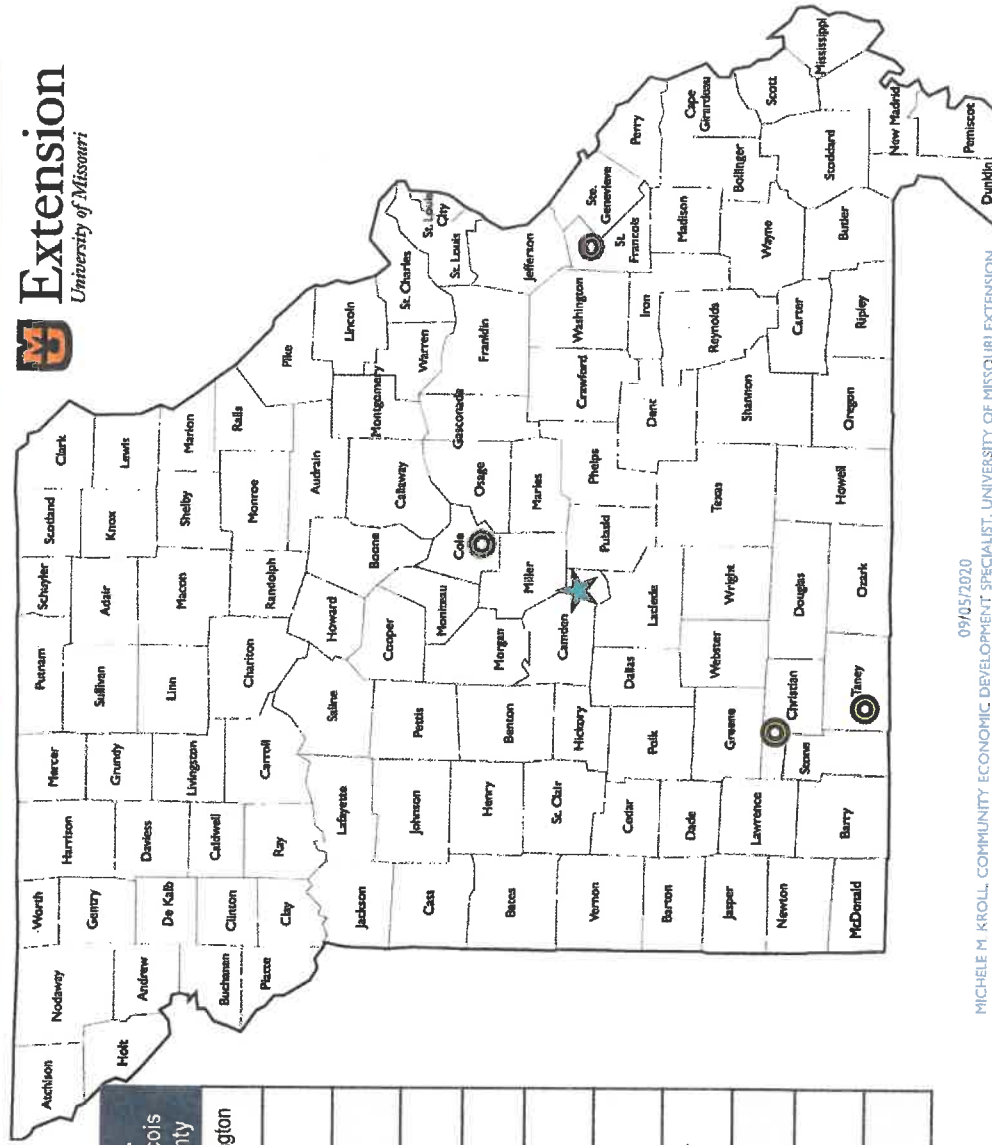 Extension
University of Missouri
cois
nty
gton
Atchison
Nodaway
Worth
Harrison
Mercer
Putnam
Schuyler
Scotland
Clark
Holt
Andrew
Gentry
De Kalb
Daviess
Grundy
Sullivan
Adair
Knox
Lewis
Buchanan
Clinton
Caldwell
Livingston
Linn
Macon
Shelby
Marion
Platte
Clay
Ray
Carroll
Chariton
Randolph
Monroe
Ralls
Pike
Jackson
Lafayette
Saline
Howard
Boone
Audrain
Callaway
Montgomery
Lincoln
Warren
St. Charles
St. Louis
City
St. Louis
Cass
Johnson
Pettis
Cooper
Moniteau
Cole
Osage
Gasconade
Franklin
Jefferson
Bates
Henry
Benton
Morgan
Miller
Maries
Vernon
St. Clair
Hickory
Camden
Pulaski
Phelps
Crawford
Washington
St.
Francois
Ste.
Genevieve
Perry
Barton
Cedar
Polk
Dallas
Laclede
Dent
Iron
Madison
Cape
Girardeau
Jasper
Dade
Greene
Webster
Wright
Texas
Shannon
Reynolds
Wayne
Bollinger
Scott
Mississippi
Newton
Lawrence
Stone
Christian
Douglas
Howell
Carter
Butler
Stoddard
McDonald
Barry
Taney
Ozark
Oregon
Ripley
New Madrid
Pemiscot
Dunklin
09/05/2020
MICHELE M. KROLL, COMMUNITY ECONOMIC DEVELOPMENT SPECIALIST, UNIVERSITY OF MISSOURI EXTENSION